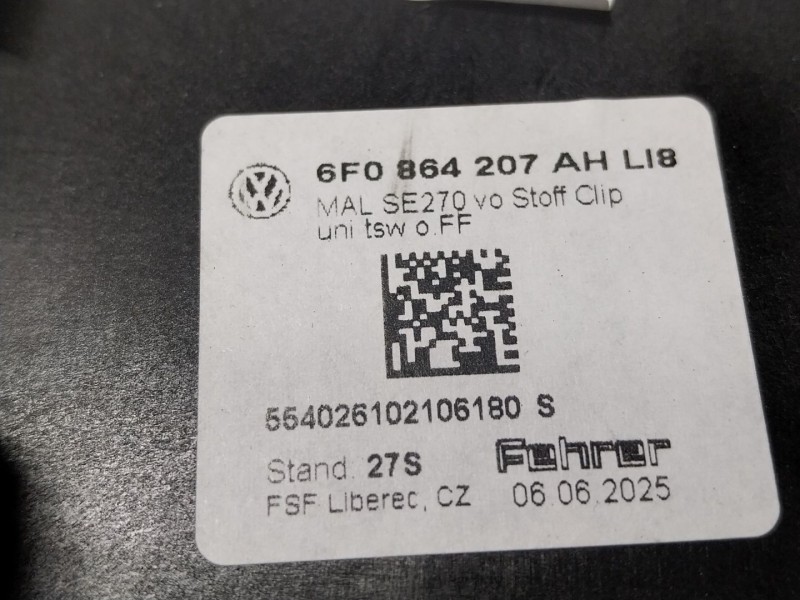 6F0 864 207 AH LI8
MAL SE270 vo Stoff Clip
uni tsw o.FF
554026102106180 S
Stand: 27S
Fehrer
FSF Liberec, CZ 06.06.2025